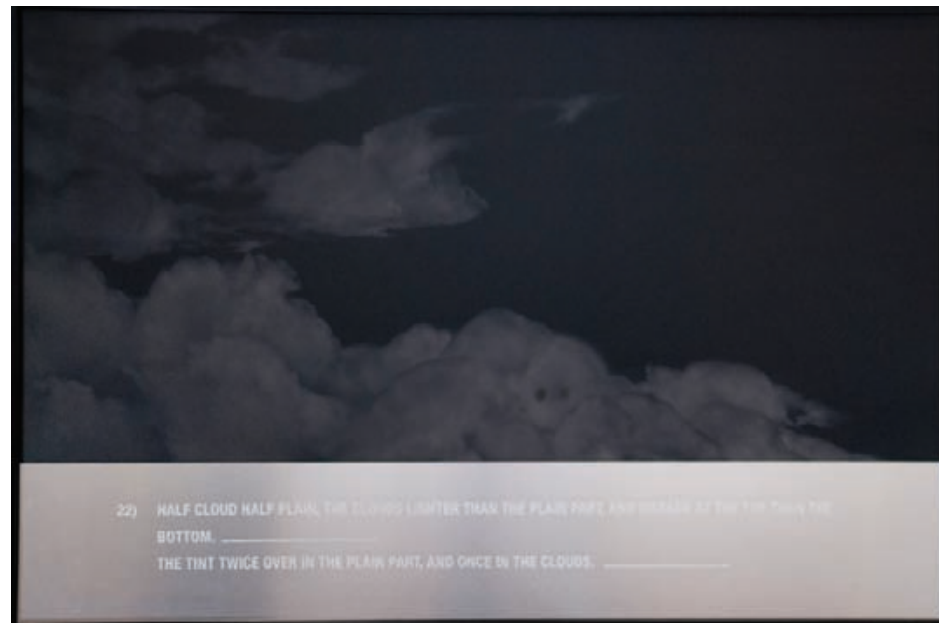 22) HALF CLOUD HALF PLAIN, THE CLOUDS LIGHTER THAN THE PLAIN PART, AND DARKER AT THE TOP THAN THE
BOTTOM.
THE TINT TWICE OVER IN THE PLAIN PART, AND ONCE IN THE CLOUDS.